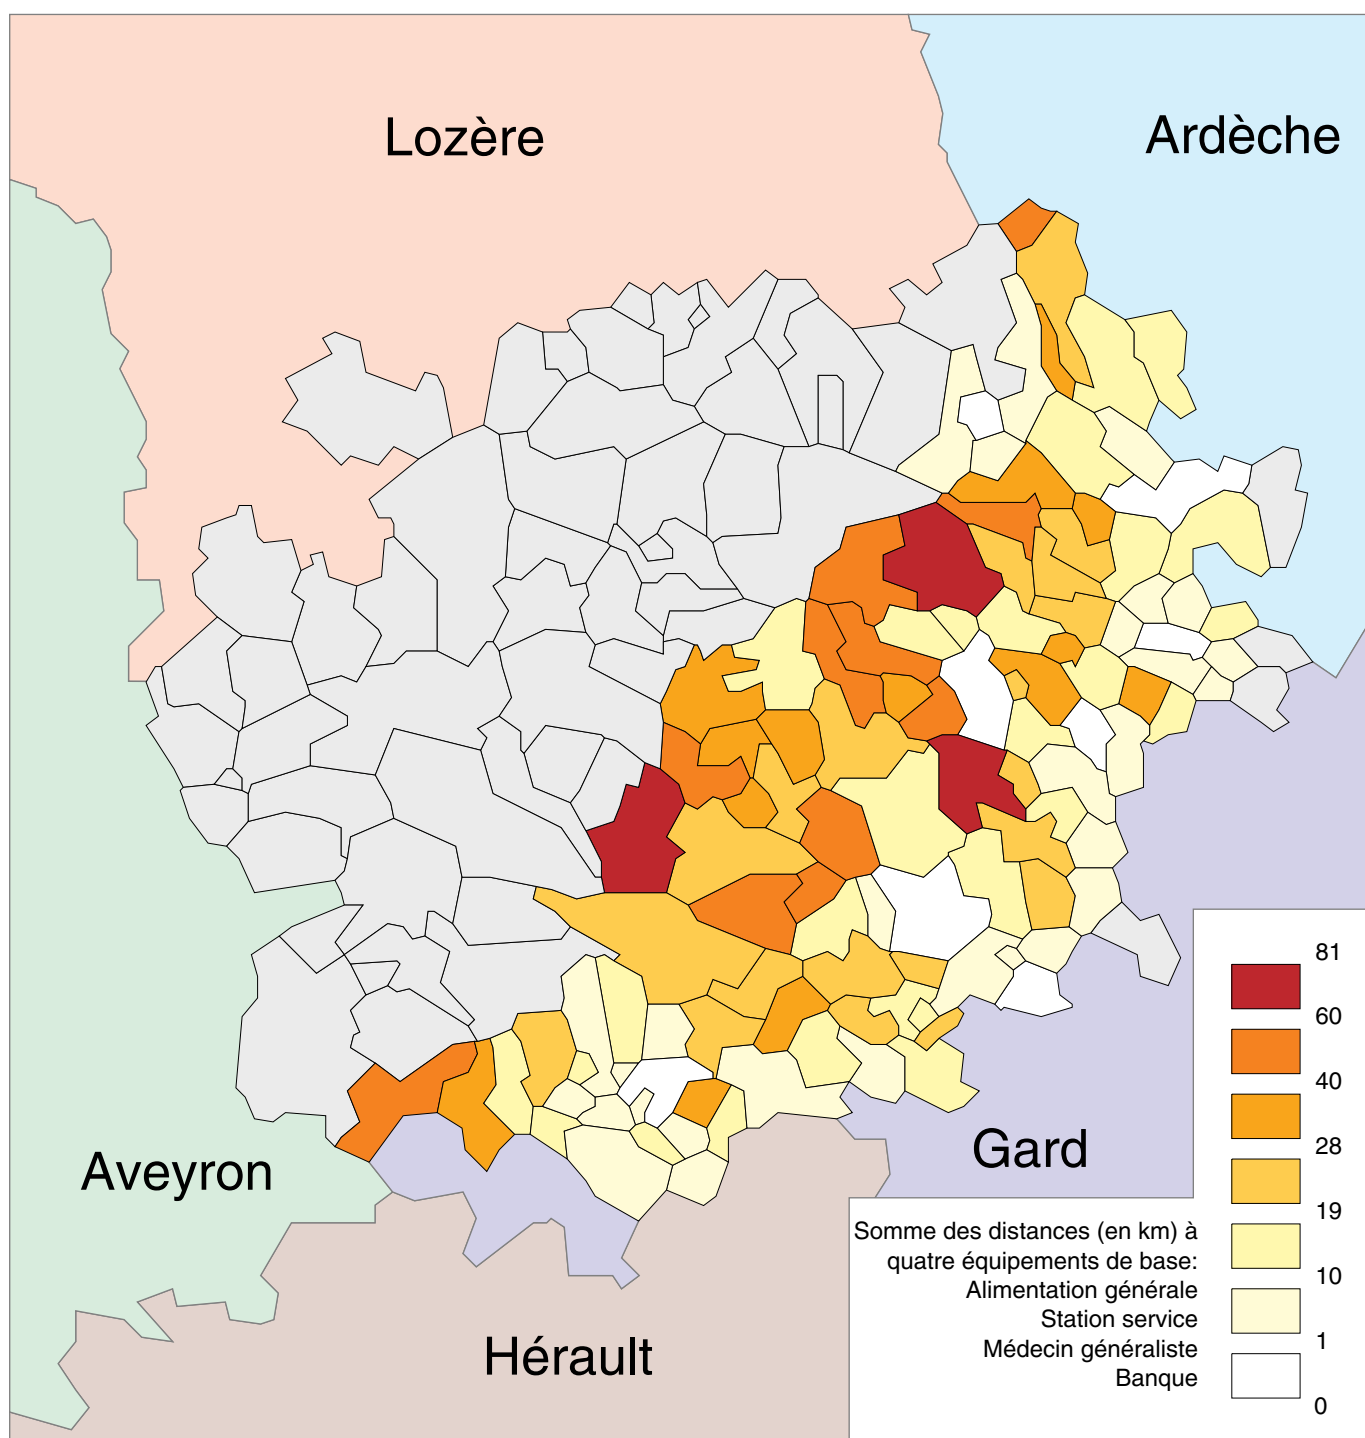 Lozère
Ardèche
Aveyron
Gard
Hérault
81
60
40
28
19
10
1
0
Somme des distances (en km) à
quatre équipements de base:
Alimentation générale
Station service
Médecin généraliste
Banque